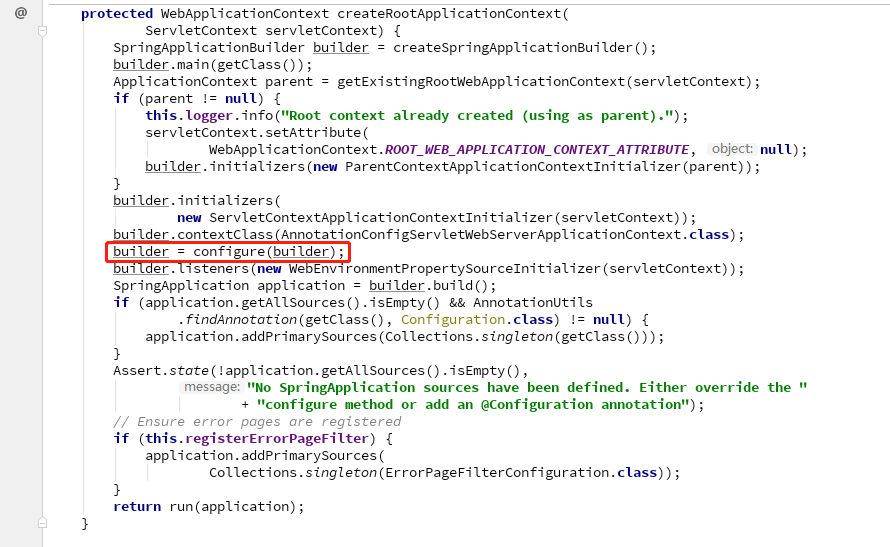 @ protected WebApplicationContext createRootApplicationContext(
ServletContext servletContext) {
SpringApplicationBuilder builder = createSpringApplicationBuilder();
builder.main(getClass());
ApplicationContext parent = getExistingRootWebApplicationContext(servletContext);
if (parent != null) {
this.logger.info("Root context already created (using as parent).");
servletContext.setAttribute(
WebApplicationContext.ROOT_WEB_APPLICATION_CONTEXT_ATTRIBUTE, object: null);
builder.initializers(new ParentContextApplicationContextInitializer(parent));
}
builder.initializers(
new ServletContextApplicationContextInitializer(servletContext));
builder.contextClass(AnnotationConfigServletWebServerApplicationContext.class);
builder = configure(builder);
builder.listeners(new WebEnvironmentPropertySourceInitializer(servletContext));
SpringApplication application = builder.build();
if (application.getAllSources().isEmpty() && AnnotationUtils
.findAnnotation(getClass(), Configuration.class) != null) {
application.addPrimarySources(Collections.singleton(getClass()));
}
Assert.state(!application.getAllSources().isEmpty(),
message: "No SpringApplication sources have been defined. Either override the "
+ "configure method or add an @Configuration annotation");
// Ensure error pages are registered
if (this.registerErrorPageFilter) {
application.addPrimarySources(
Collections.singleton(ErrorPageFilterConfiguration.class));
}
return run(application);
}